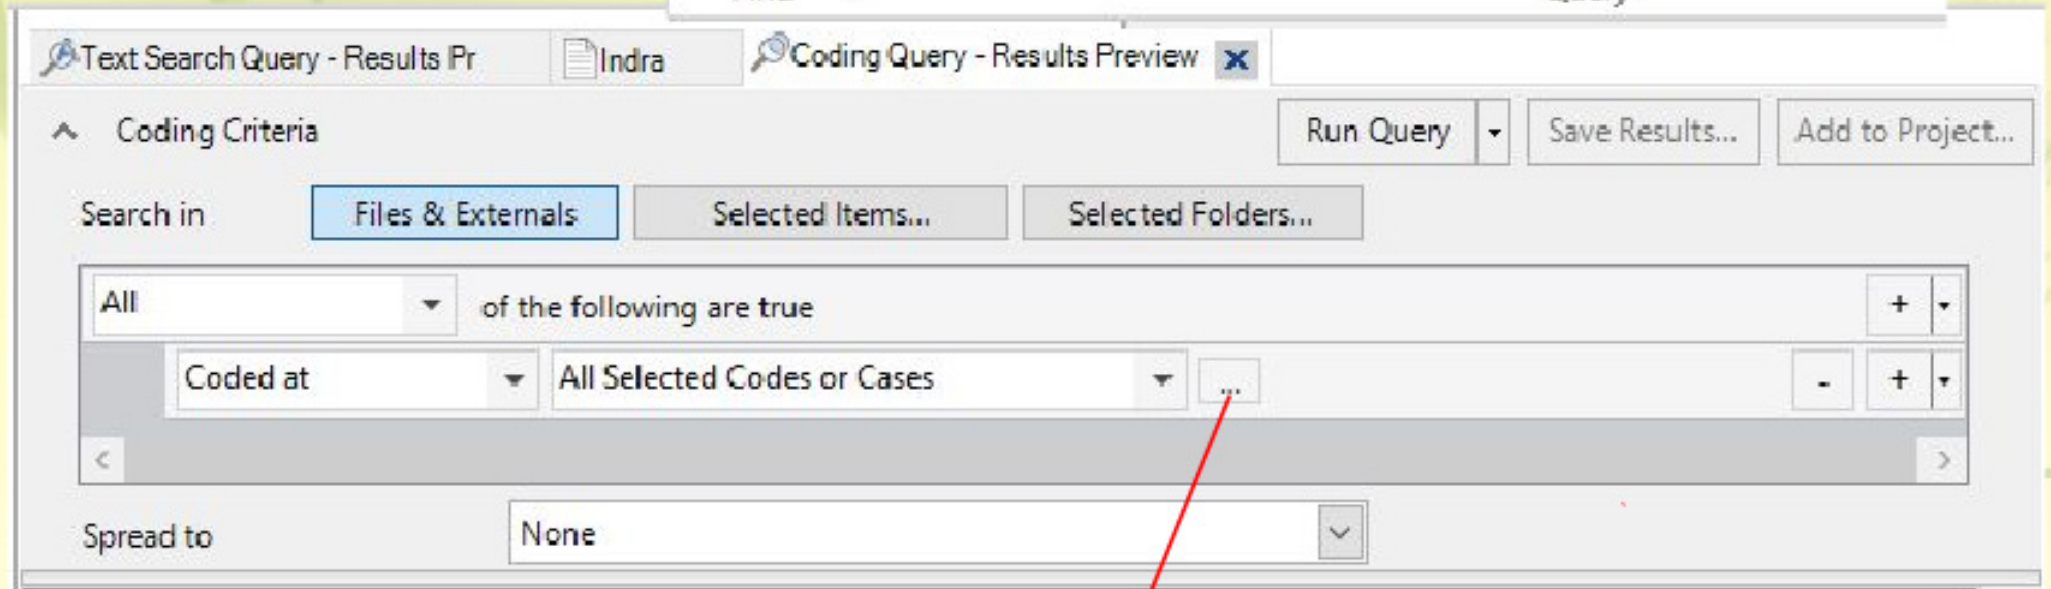 Text Search Query - Results Pr Indra Coding Query - Results Preview x
Coding Criteria Run Query Save Results... Add to Project...
Search in Files & Externals Selected Items... Selected Folders...
All of the following are true +
Coded at All Selected Codes or Cases ... - +
< >
Spread to None